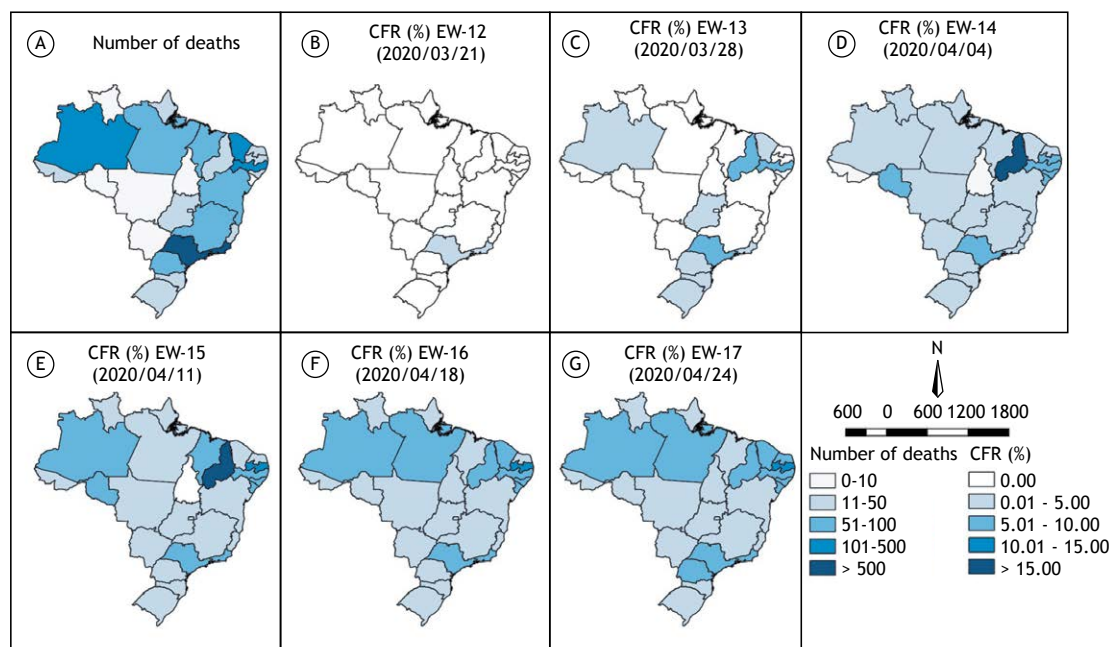 A
Number of deaths
B
CFR (%) EW-12
(2020/03/21)
C
CFR (%) EW-13
(2020/03/28)
D
CFR (%) EW-14
(2020/04/04)
E
CFR (%) EW-15
(2020/04/11)
F
CFR (%) EW-16
(2020/04/18)
G
CFR (%) EW-17
(2020/04/24)
N
600 0 600 1200 1800
Number of deaths CFR (%)
0-10 0.00
11-50 0.01 - 5.00
51-100 5.01 - 10.00
101-500 10.01 - 15.00
> 500 > 15.00